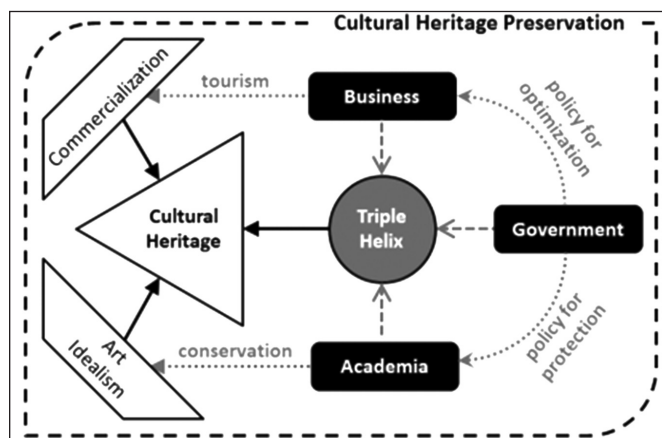 Cultural Heritage Preservation
Commercialization
tourism
Business
policy for
optimization
Cultural
Heritage
Triple
Helix
Government
Art
Idealism
conservation
Academia
policy for
protection